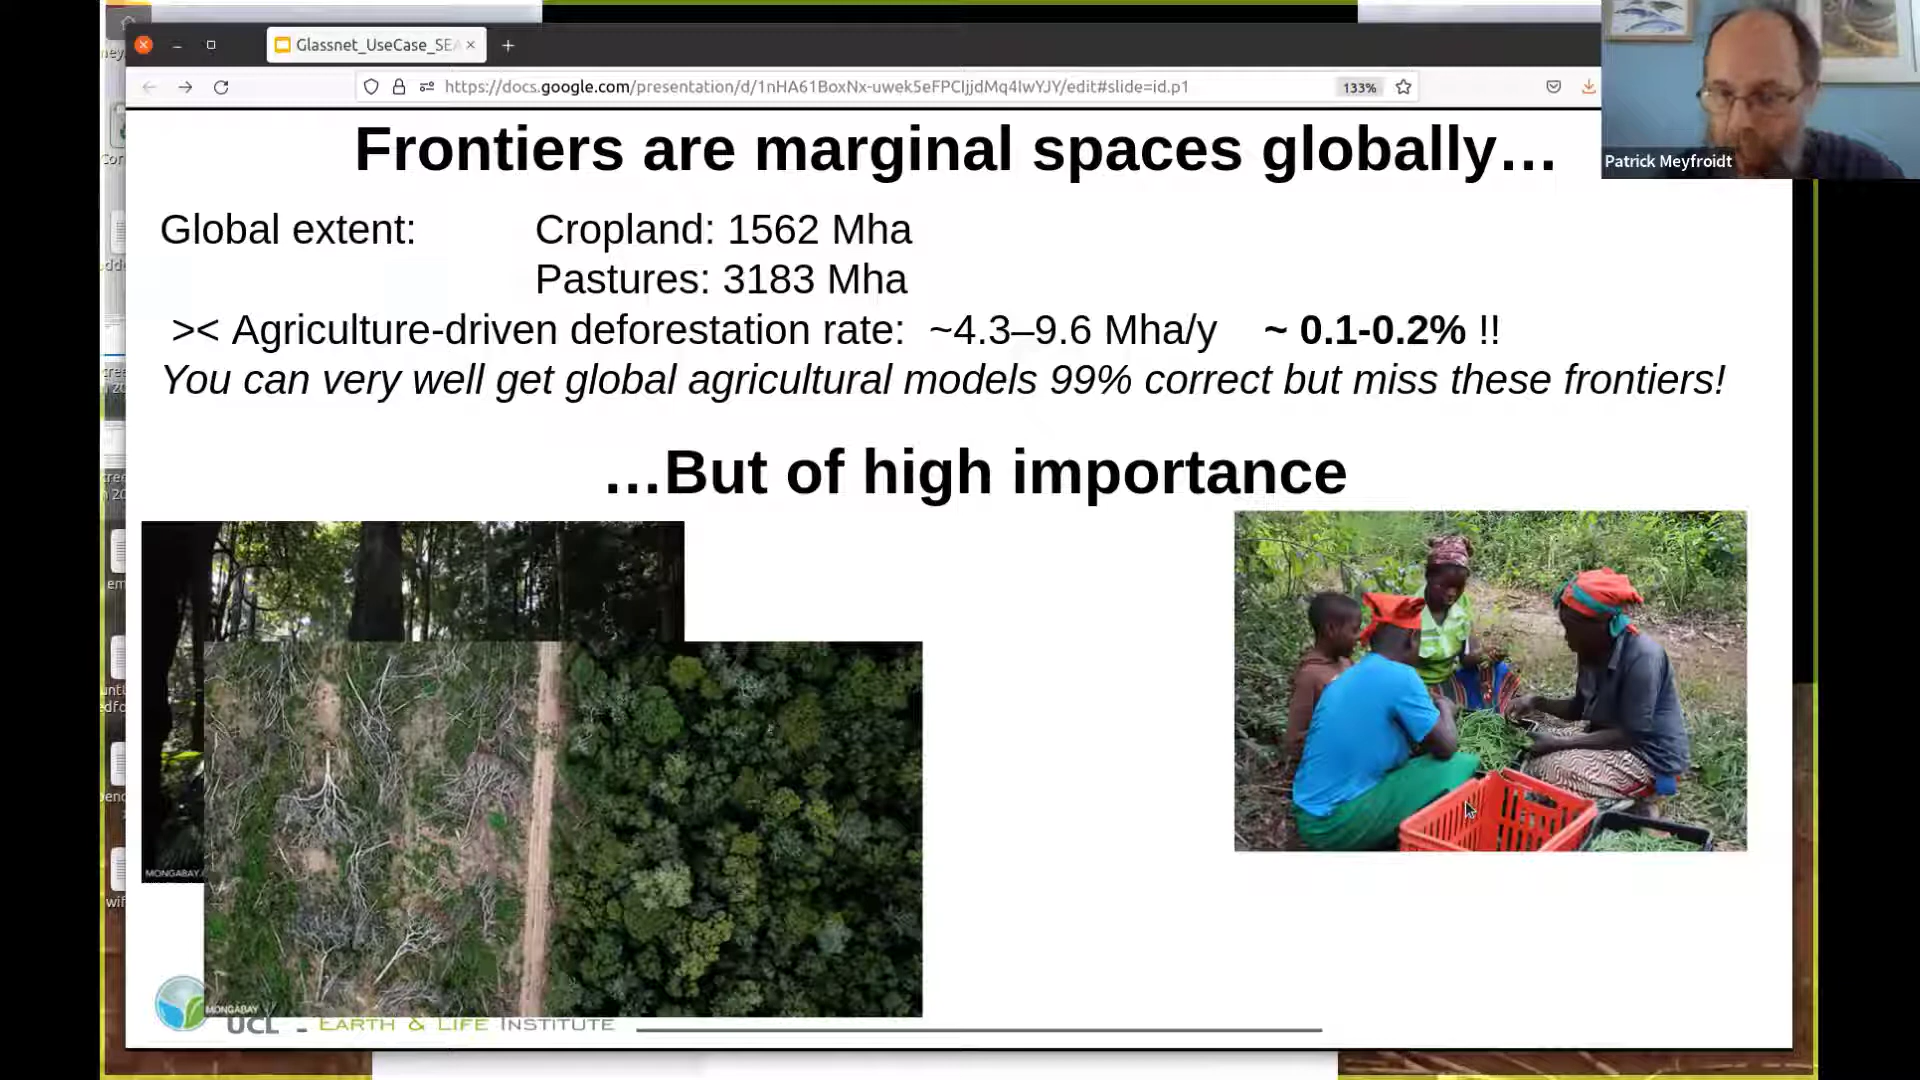 Glassnet_UseCase_SEA
https://docs.google.com/presentation/d/1nHA61BoxNx-uwek5eFPCIjjdMq4IwYJY/edit#slide=id.p1
133%
Patrick Meyfroidt
Frontiers are marginal spaces globally…
Global extent: Cropland: 1562 Mha
Pastures: 3183 Mha
>< Agriculture-driven deforestation rate: ~4.3–9.6 Mha/y ~ 0.1-0.2% !!
You can very well get global agricultural models 99% correct but miss these frontiers!
…But of high importance
MONGABAY
MONGABAY
UCL – EARTH & LIFE INSTITUTE